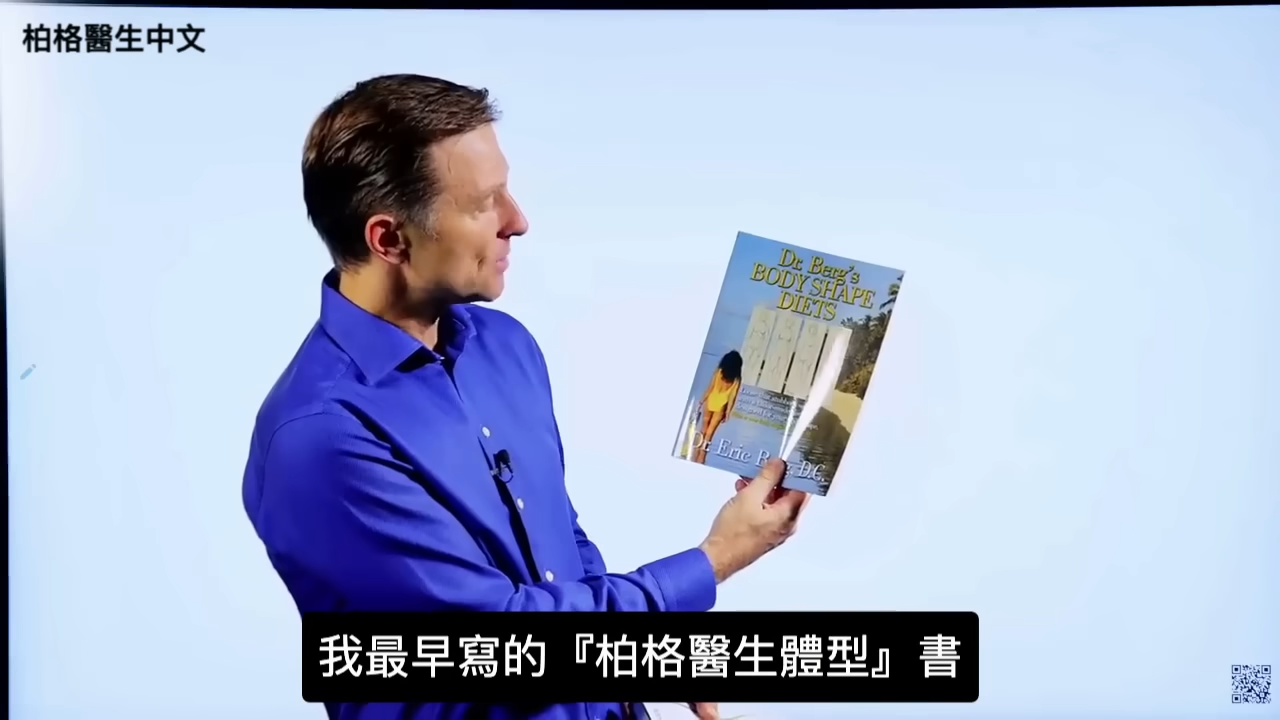 柏格醫生中文
Dr. Berg's
BODY SHAPE
DIETS
Dr. Eric B D.C.
我最早寫的『柏格醫生體型』書